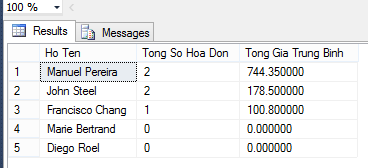 100 %
Results Messages
Ho Ten Tong So Hoa Don Tong Gia Trung Binh
1 Manuel Pereira 2 744.350000
2 John Steel 2 178.500000
3 Francisco Chang 1 100.800000
4 Marie Bertrand 0 0.000000
5 Diego Roel 0 0.000000